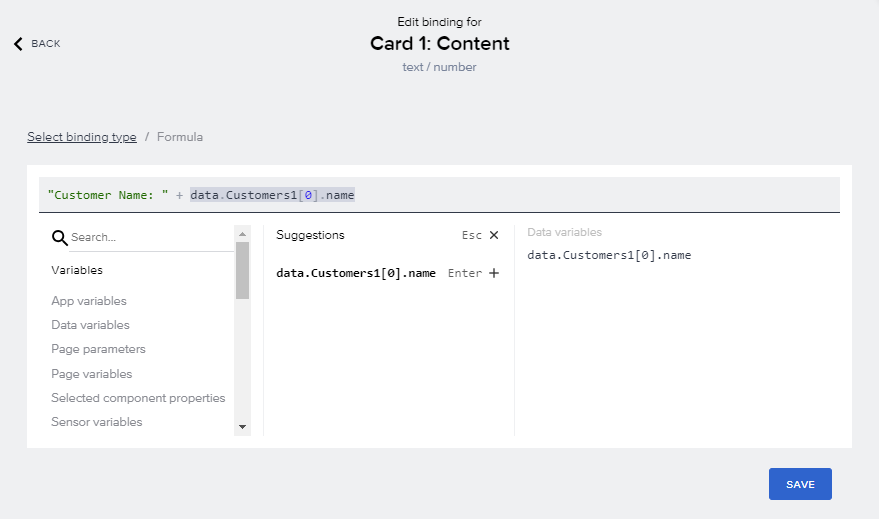 Edit binding for
BACK
Card 1: Content
text / number
Select binding type / Formula
"Customer Name: " + data.Customers1[0].name
Search...
Variables
App variables
Data variables
Page parameters
Page variables
Selected component properties
Sensor variables
Suggestions Esc ×
data.Customers1[0].name Enter +
Data variables
data.Customers1[0].name
SAVE